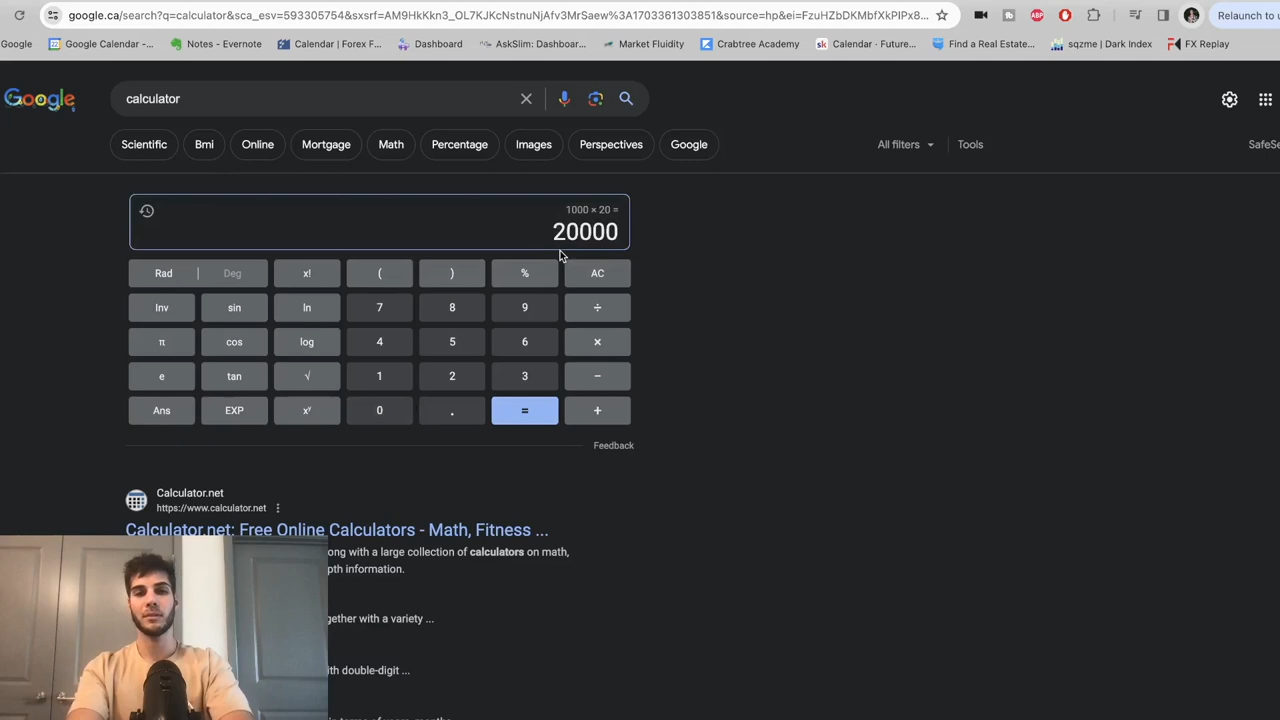 google.ca/search?q=calculator&sca_esv=593305754&sxsrf=AM9HkKkn3_OL7KJKcNstnuNjAfv3MrSaew%3A1703361303851&source=hp&ei=FzuHZbDKMbfXkPIPx8...
ABP
Relaunch to
Google
Google Calendar -...
Notes - Evernote
Calendar | Forex F...
Dashboard
AskSlim: Dashboar...
Market Fluidity
Crabtree Academy
sk
Calendar · Future...
Find a Real Estate...
sqzme | Dark Index
FX Replay
Google
calculator
Scientific
Bmi
Online
Mortgage
Math
Percentage
Images
Perspectives
Google
All filters
Tools
SafeSe
1000 × 20 =
20000
Rad | Deg
x!
(
)
%
AC
Inv
sin
ln
7
8
9
÷
π
cos
log
4
5
6
×
e
tan
√
1
2
3
−
Ans
EXP
xʸ
0
.
=
+
Feedback
Calculator.net
https://www.calculator.net
Calculator.net: Free Online Calculators - Math, Fitness ...
ong with a large collection of calculators on math,
pth information.
gether with a variety ...
ith double-digit ...